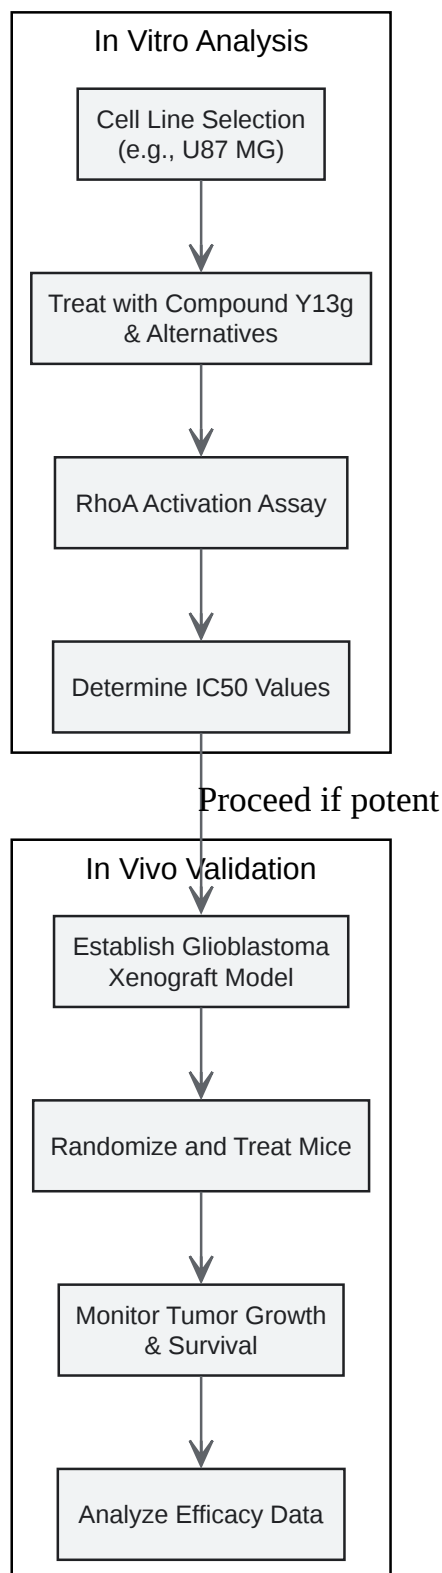 In Vitro Analysis
Cell Line Selection
(e.g., U87 MG)
Treat with Compound Y13g
& Alternatives
RhoA Activation Assay
Determine IC50 Values
Proceed if potent
In Vivo Validation
Establish Glioblastoma
Xenograft Model
Randomize and Treat Mice
Monitor Tumor Growth
& Survival
Analyze Efficacy Data